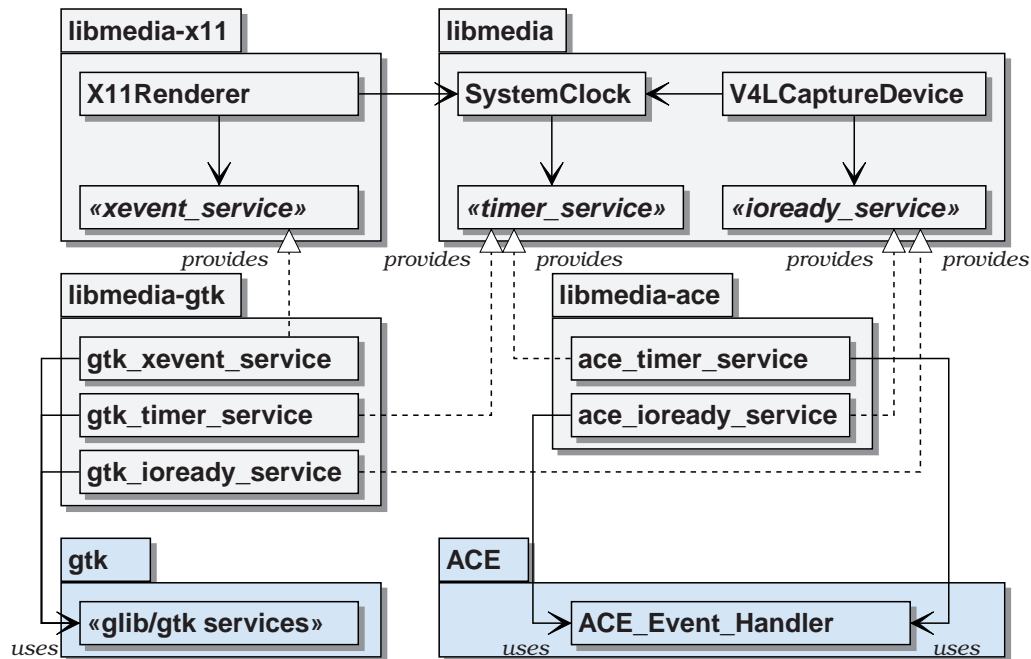 libmedia-x11
libmedia
X11Renderer
SystemClock
V4LCaptureDevice
«xevent_service»
«timer_service»
«ioready_service»
provides
provides
provides
provides
provides
libmedia-gtk
libmedia-ace
gtk_xevent_service
ace_timer_service
gtk_timer_service
ace_ioready_service
gtk_ioready_service
gtk
ACE
«glib/gtk services»
ACE_Event_Handler
uses
uses
uses